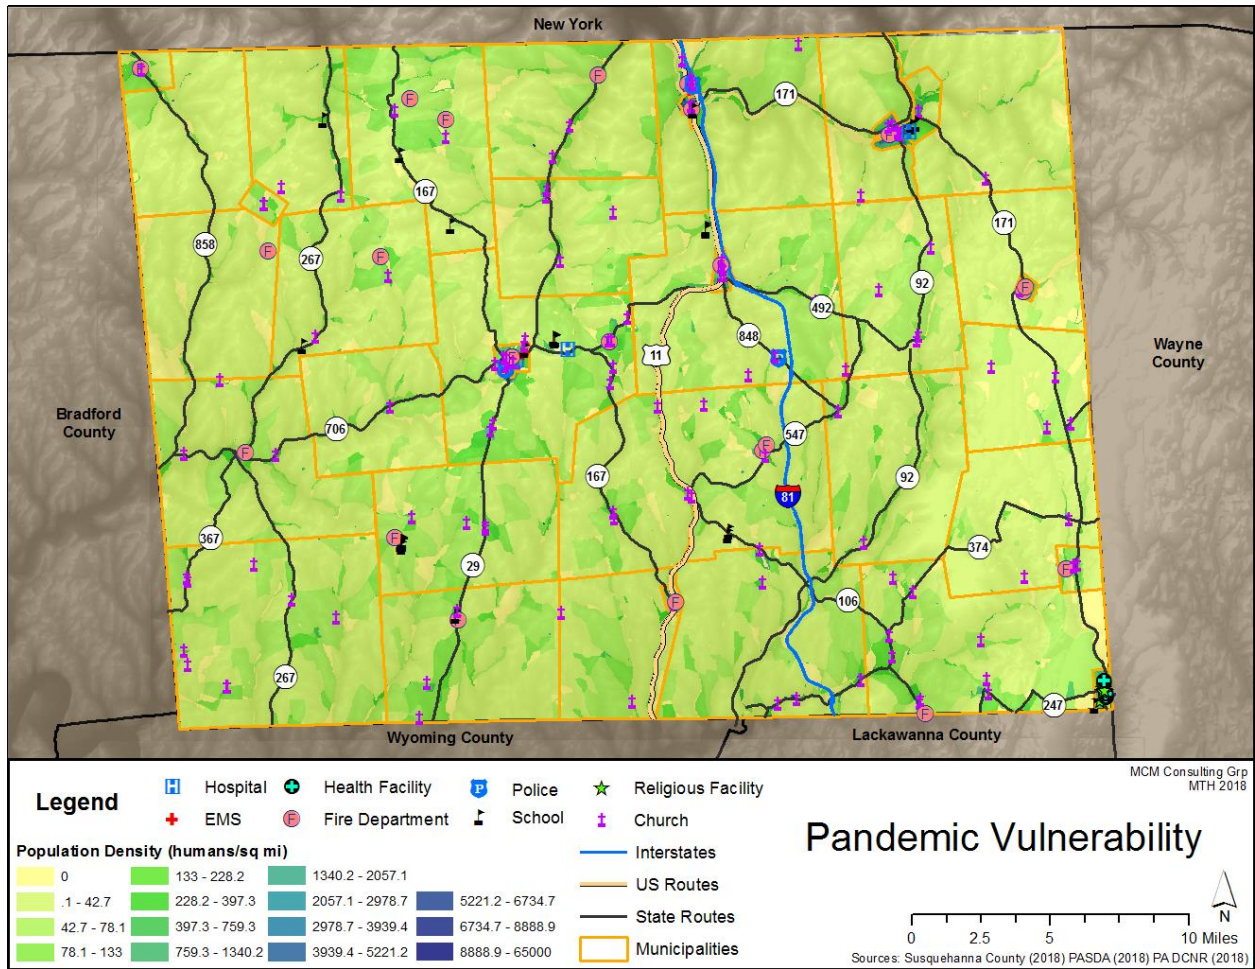 New York
171
167
858
267
171
92
492
848
11
Wayne
County
Bradford
County
706
547
167
92
81
367
374
29
106
267
247
Wyoming County
Lackawanna County
MCM Consulting Grp
MTH 2018
Legend
H Hospital
Health Facility
P Police
Religious Facility
EMS
F Fire Department
School
Church
Population Density (humans/sq mi)
0
133 - 228.2
1340.2 - 2057.1
.1 - 42.7
228.2 - 397.3
2057.1 - 2978.7
5221.2 - 6734.7
42.7 - 78.1
397.3 - 759.3
2978.7 - 3939.4
6734.7 - 8888.9
78.1 - 133
759.3 - 1340.2
3939.4 - 5221.2
8888.9 - 65000
Interstates
US Routes
State Routes
Municipalities
Pandemic Vulnerability
N
0 2.5 5 10 Miles
Sources: Susquehanna County (2018) PASDA (2018) PA DCNR (2018)